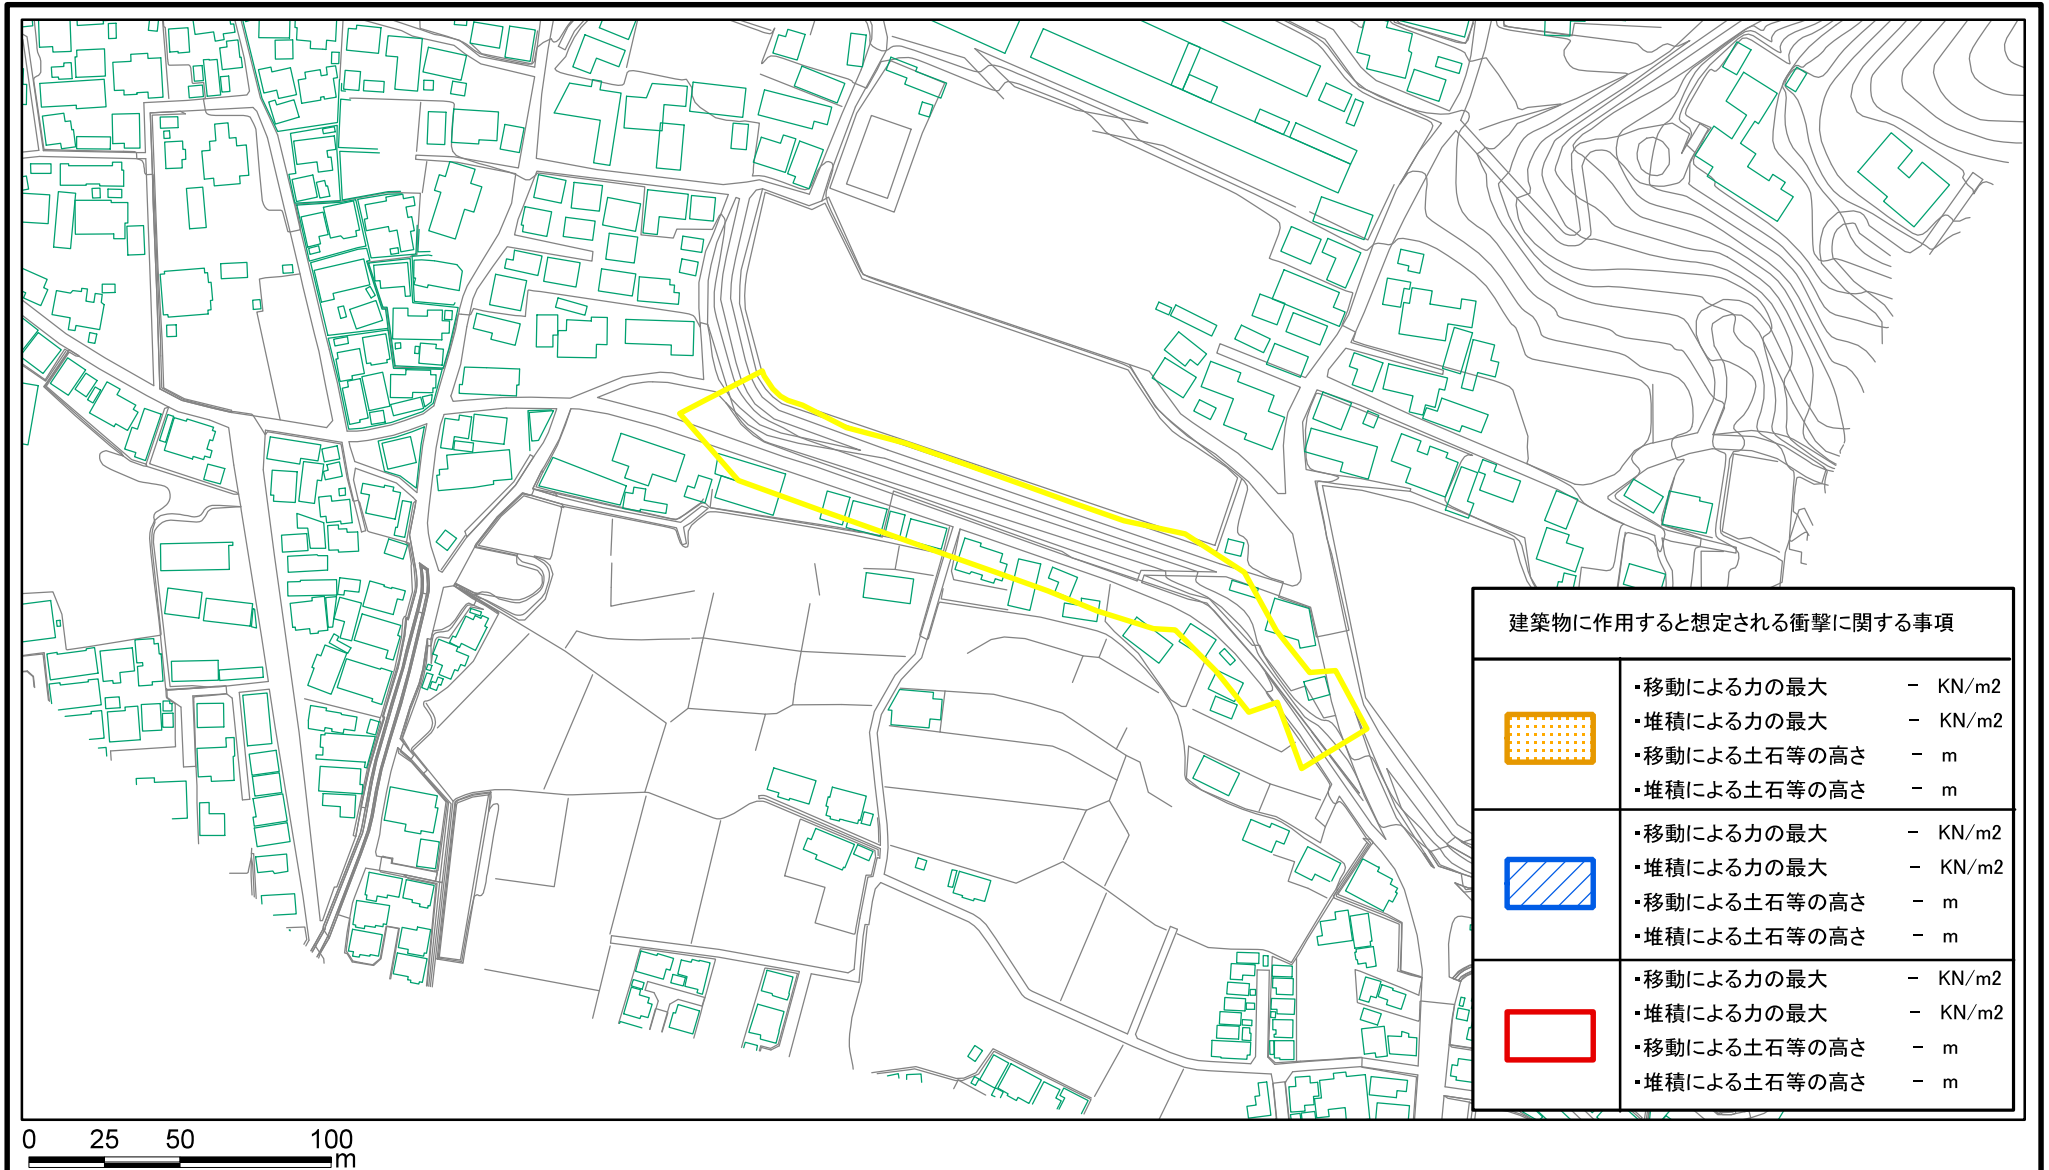 建築物に作用すると想定される衝撃に関する事項
・移動による力の最大 － KN/m2
・堆積による力の最大 － KN/m2
・移動による土石等の高さ － m
・堆積による土石等の高さ － m
・移動による力の最大 － KN/m2
・堆積による力の最大 － KN/m2
・移動による土石等の高さ － m
・堆積による土石等の高さ － m
・移動による力の最大 － KN/m2
・堆積による力の最大 － KN/m2
・移動による土石等の高さ － m
・堆積による土石等の高さ － m
0 25 50 100
m